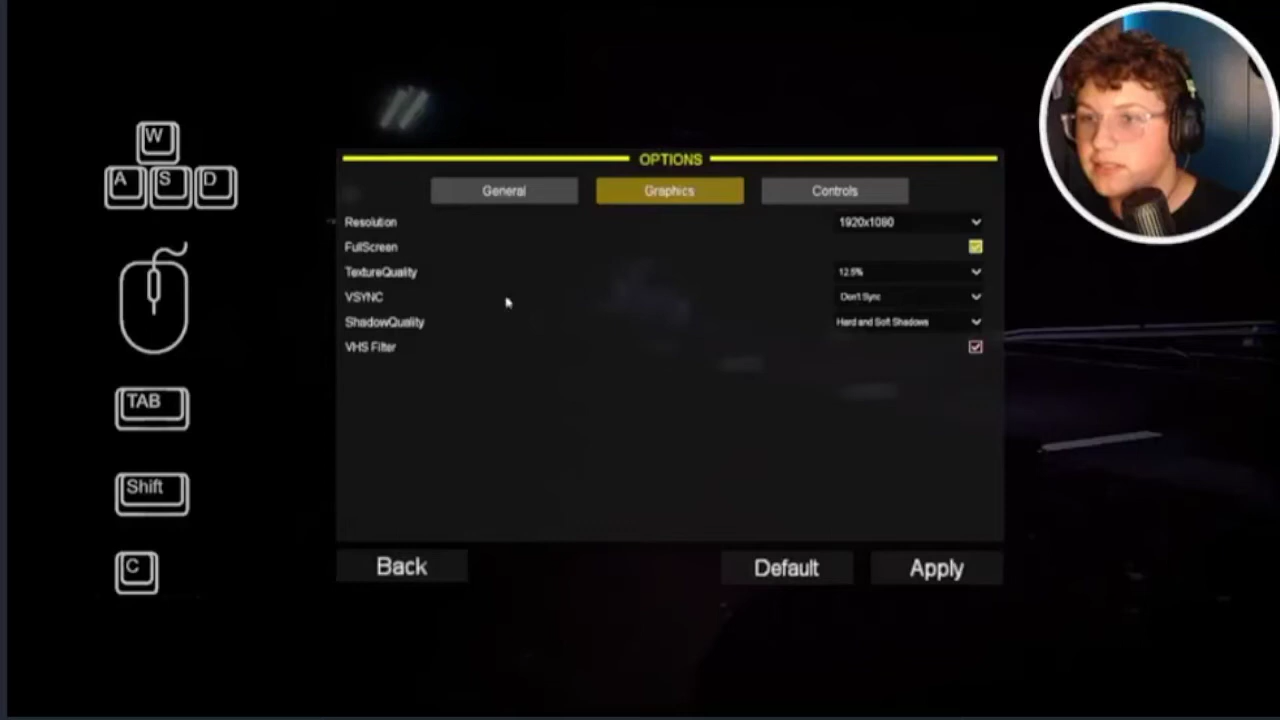 W
A S D
TAB
Shift
C
OPTIONS
General Graphics Controls
Resolution 1920x1080
FullScreen
TextureQuality 12.5%
VSYNC Don't Sync
ShadowQuality Hard and Soft Shadows
VHS Filter
Back Default Apply